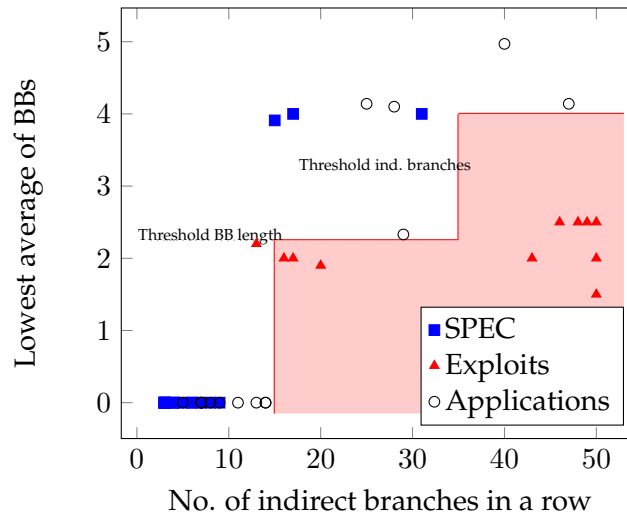 Lowest average of BBs
5
4
3
2
1
0
Threshold ind. branches
Threshold BB length
SPEC
Exploits
Applications
0
10
20
30
40
50
No. of indirect branches in a row